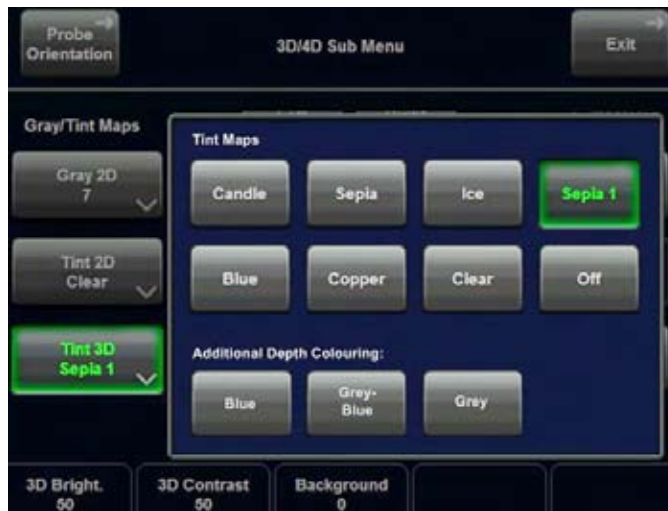 Probe
Orientation
3D/4D Sub Menu
Exit
Gray/Tint Maps
Gray 2D
7
Tint 2D
Clear
Tint 3D
Sepia 1
Tint Maps
Candle
Sepia
Ice
Sepia 1
Blue
Copper
Clear
Off
Additional Depth Colouring:
Blue
Grey-
Blue
Grey
3D Bright.
50
3D Contrast
50
Background
0